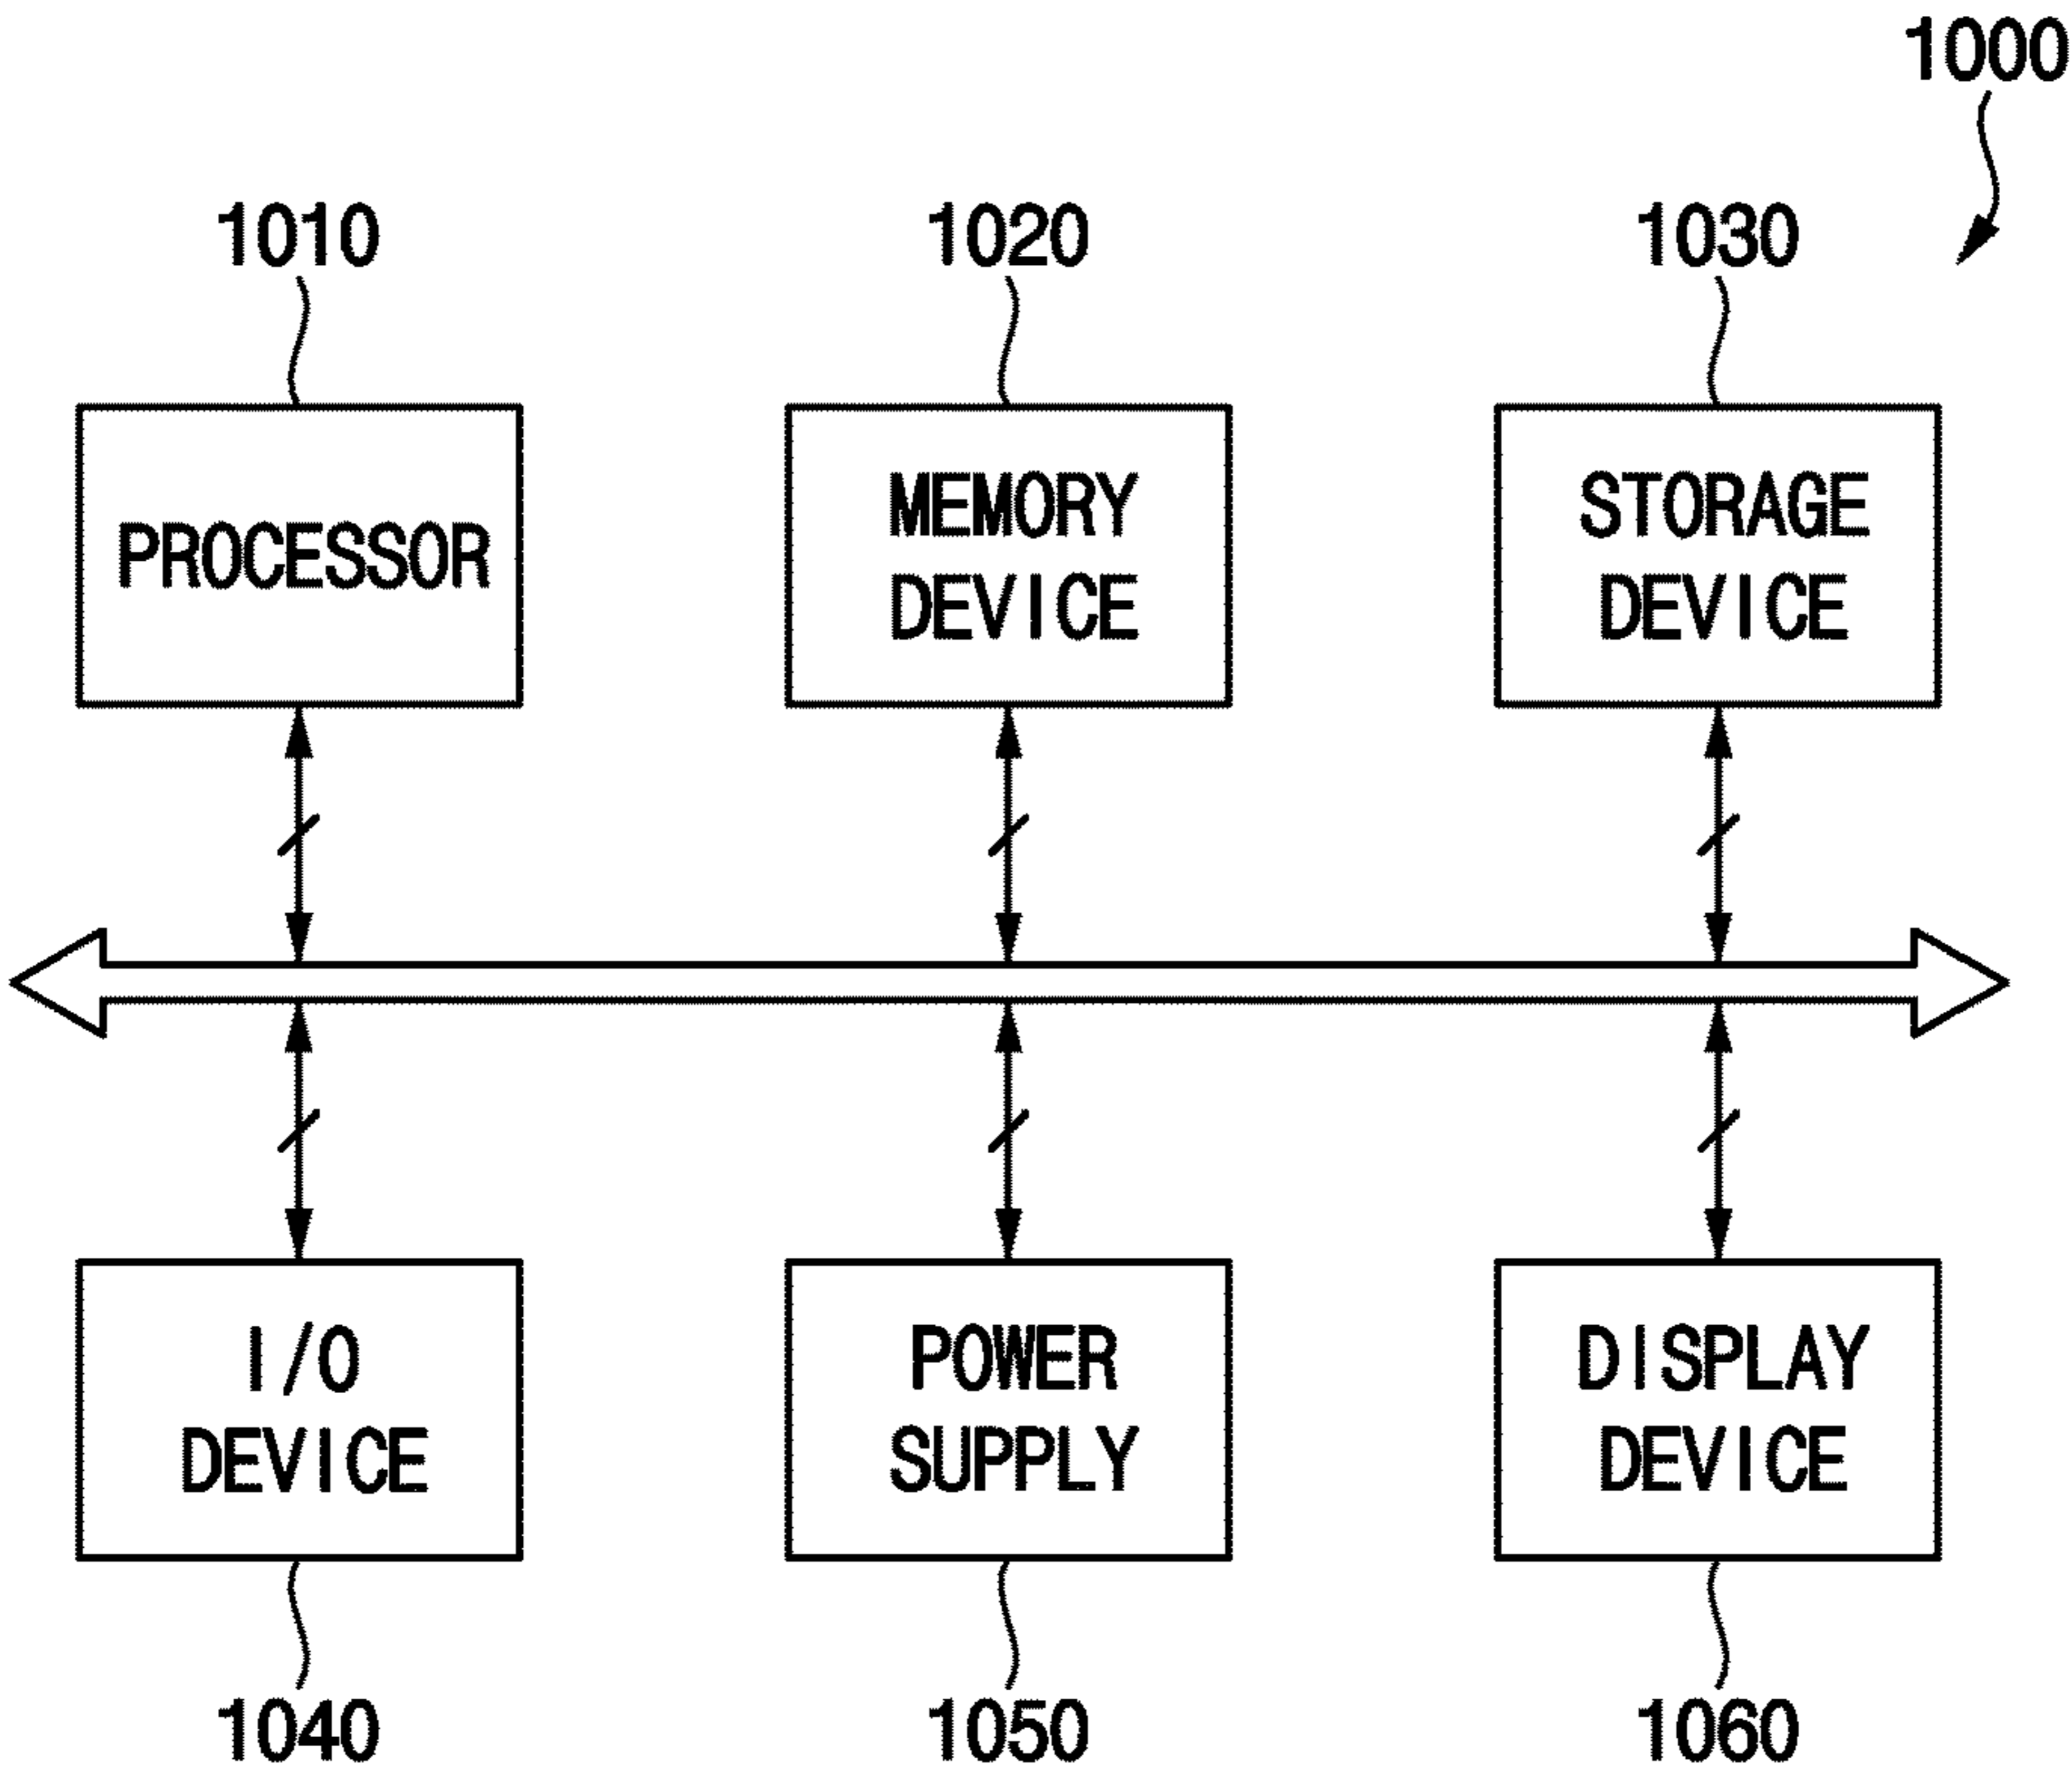 1000
1010
1020
1030
PROCESSOR
MEMORY
DEVICE
STORAGE
DEVICE
I/O
DEVICE
POWER
SUPPLY
DISPLAY
DEVICE
1040
1050
1060